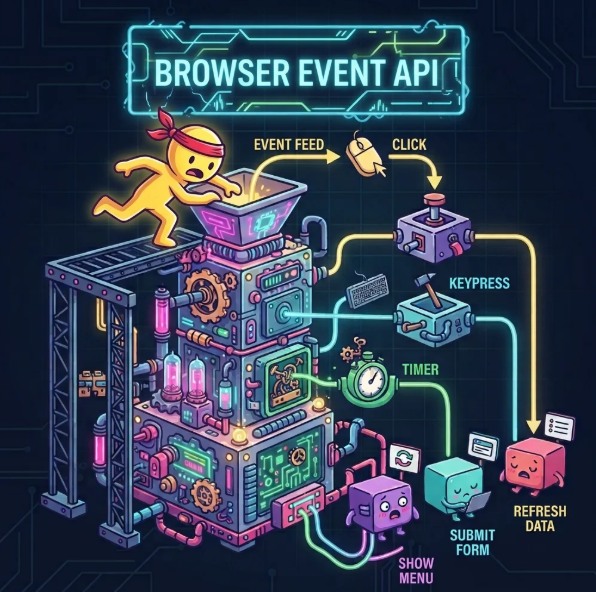 BROWSER EVENT API
EVENT FEED
CLICK
KEYPRESS
TIMER
REFRESH
DATA
SUBMIT
FORM
SHOW
MENU